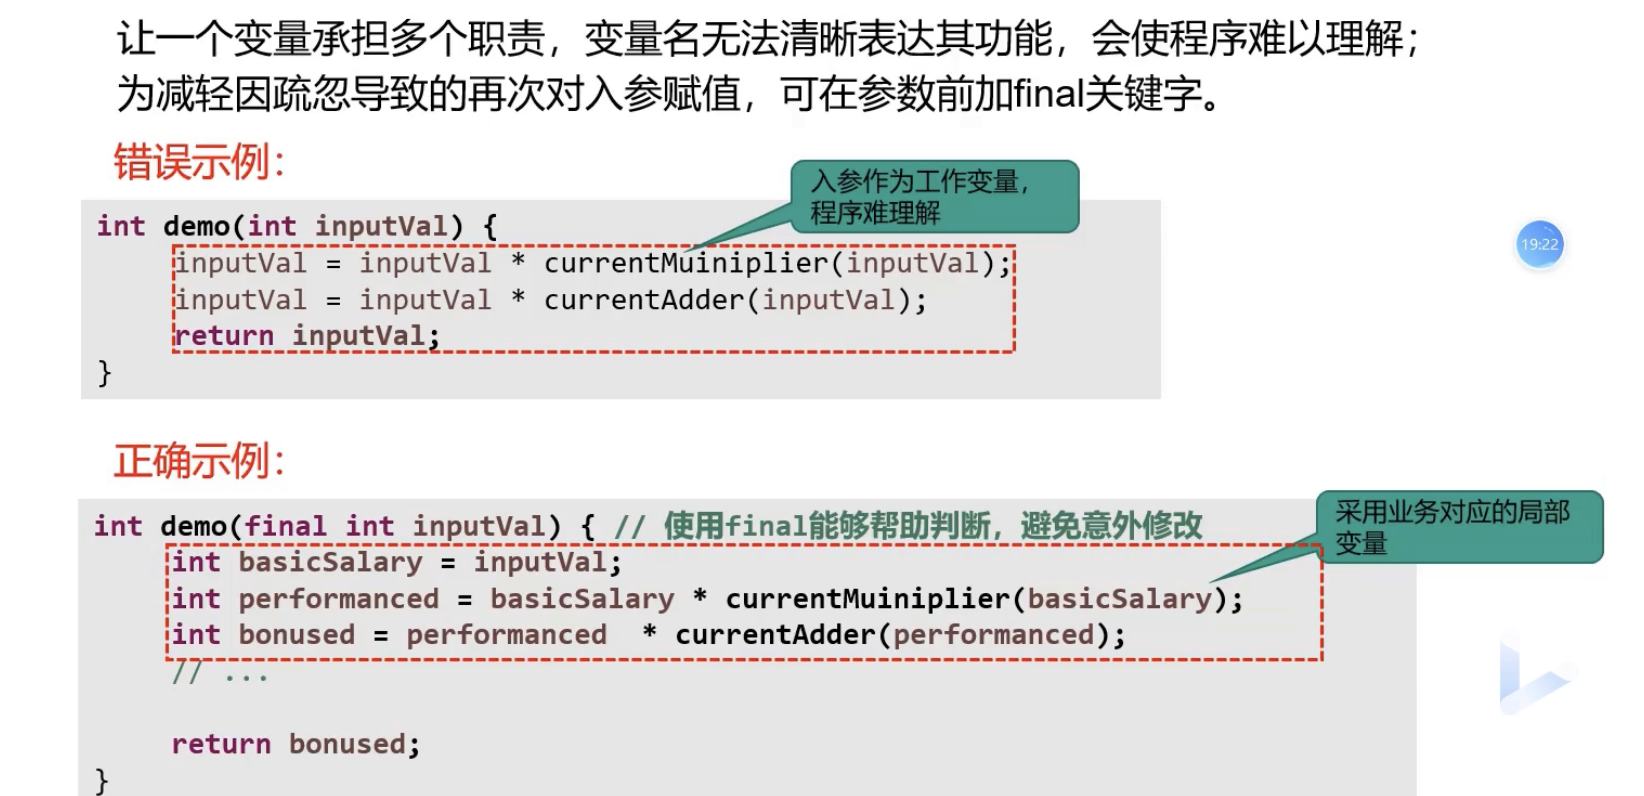 让一个变量承担多个职责，变量名无法清晰表达其功能，会使程序难以理解；
为减轻因疏忽导致的再次对入参赋值，可在参数前加final关键字。
错误示例：
入参作为工作变量，
程序难理解
int demo(int inputVal) {
inputVal = inputVal * currentMuiniplier(inputVal);
inputVal = inputVal * currentAdder(inputVal);
return inputVal;
}
19:22
正确示例：
采用业务对应的局部
变量
int demo(final int inputVal) { // 使用final能够帮助判断，避免意外修改
int basicSalary = inputVal;
int performanced = basicSalary * currentMuiniplier(basicSalary);
int bonused = performanced * currentAdder(performanced);
// ...
return bonused;
}